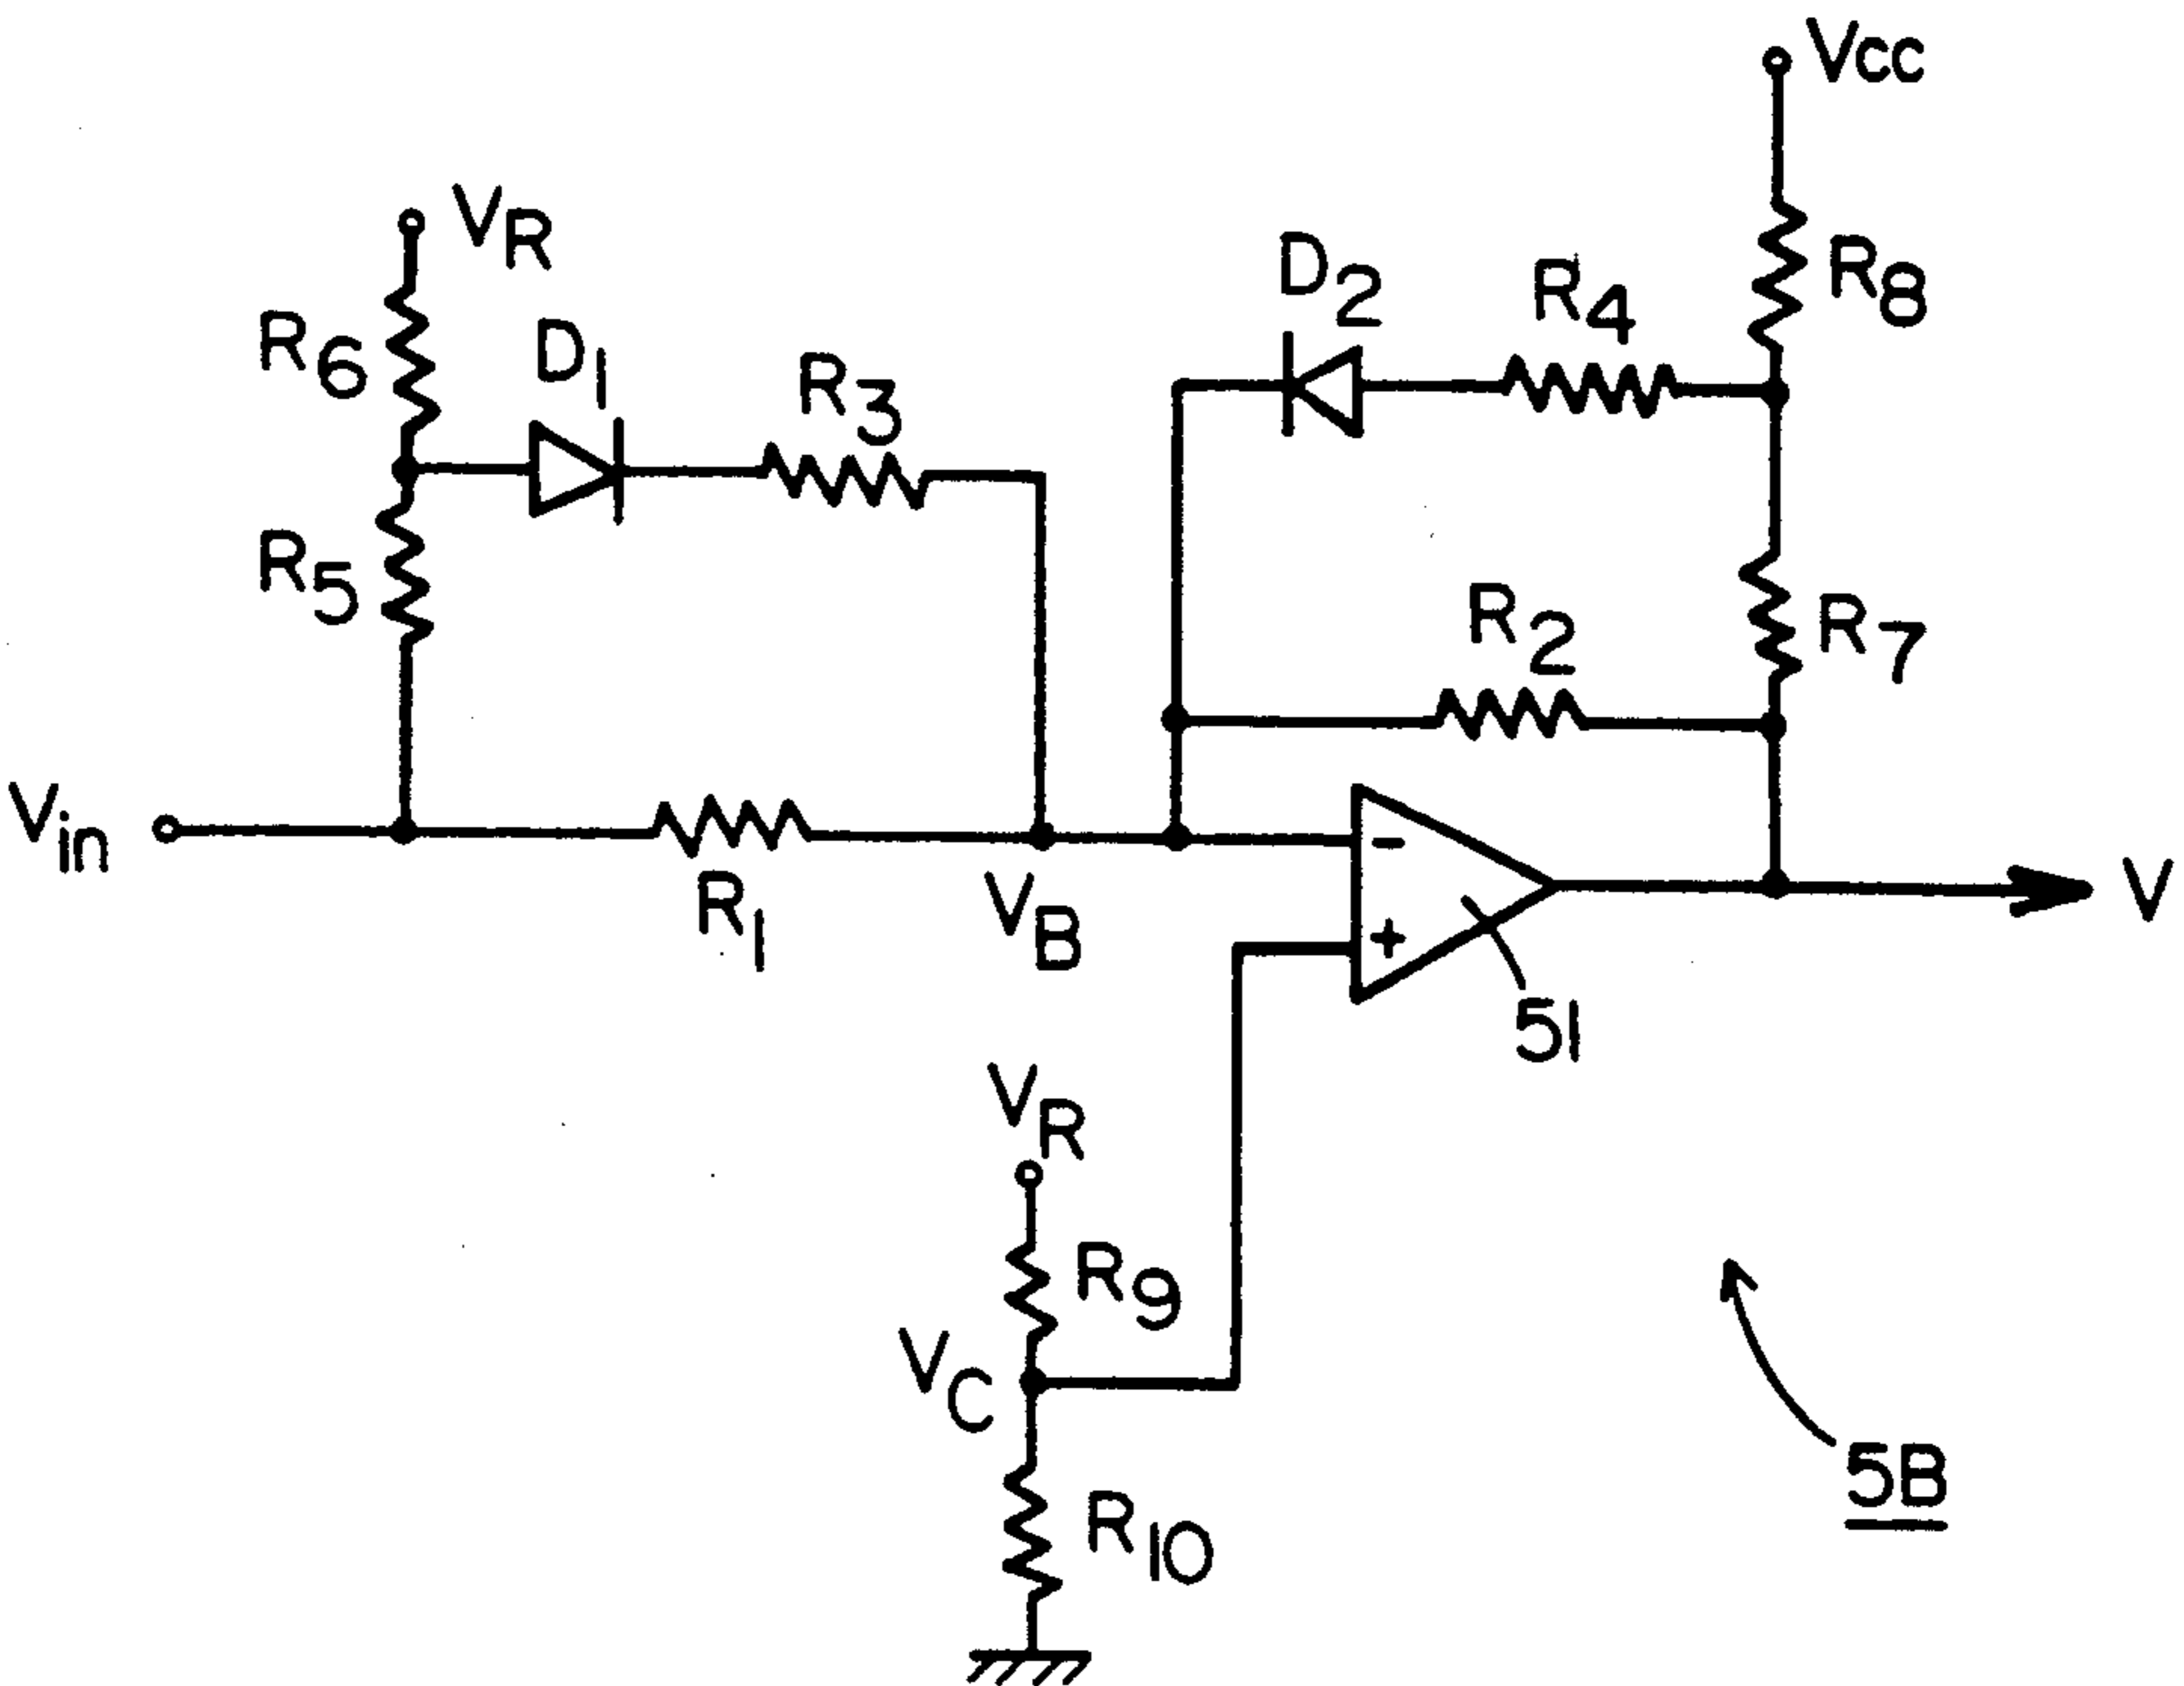 Vcc
VR
R8
D2
R4
R6
D1
R3
R5
R2
R7
Vin
R1
VB
-
+
V
51
VR
R9
VC
R10
5B